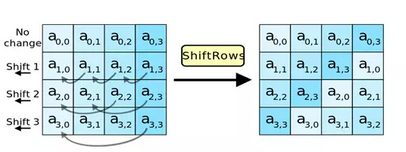 No change a0,0 a0,1 a0,2 a0,3
Shift 1 a1,0 a1,1 a1,2 a1,3
Shift 2 a2,0 a2,1 a2,2 a2,3
Shift 3 a3,0 a3,1 a3,2 a3,3
ShiftRows
a0,0 a0,1 a0,2 a0,3
a1,1 a1,2 a1,3 a1,0
a2,2 a2,3 a2,0 a2,1
a3,3 a3,0 a3,1 a3,2